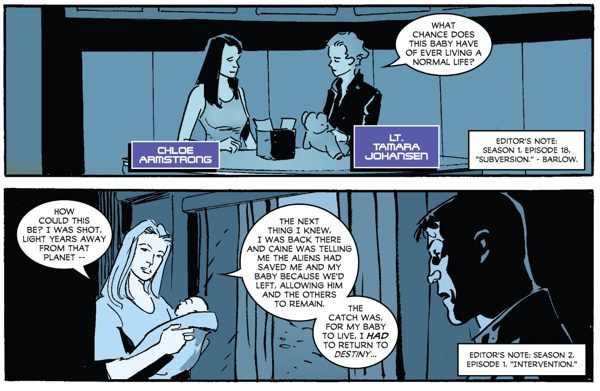 WHAT
CHANCE DOES
THIS BABY HAVE
OF EVER LIVING A
NORMAL LIFE?
CHLOE
ARMSTRONG
LT.
TAMARA
JOHANSEN
EDITOR'S NOTE:
SEASON 1, EPISODE 18,
"SUBVERSION." - BARLOW.
HOW
COULD THIS
BE? I WAS SHOT,
LIGHT YEARS AWAY
FROM THAT
PLANET --
THE NEXT
THING I KNEW,
I WAS BACK THERE
AND CAINE WAS TELLING
ME THE ALIENS HAD
SAVED ME AND MY
BABY BECAUSE WE'D
LEFT, ALLOWING HIM
AND THE OTHERS
TO REMAIN.
THE
CATCH WAS,
FOR MY BABY
TO LIVE, I HAD
TO RETURN TO
DESTINY...
EDITOR'S NOTE: SEASON 2,
EPISODE 1, "INTERVENTION."